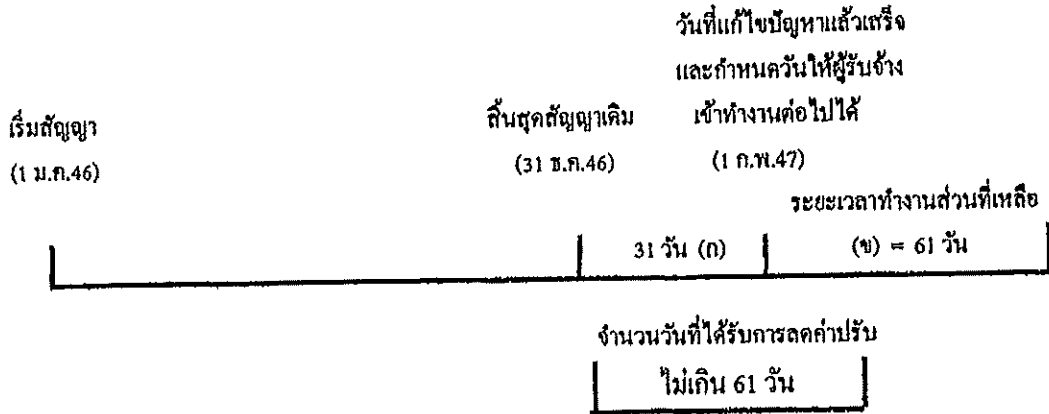 วันที่แก้ไขปัญหาแล้วเสร็จ
และกำหนดวันให้ผู้รับจ้าง
เริ่มสัญญา
สิ้นสุดสัญญาเดิม
เข้าทำงานต่อไปได้
(1 ม.ค.46)
(31 ธ.ค.46)
(1 ก.พ.47)
ระยะเวลาทำงานส่วนที่เหลือ
31 วัน (ก)
(ข) = 61 วัน
จำนวนวันที่ได้รับการลดค่าปรับ
ไม่เกิน 61 วัน